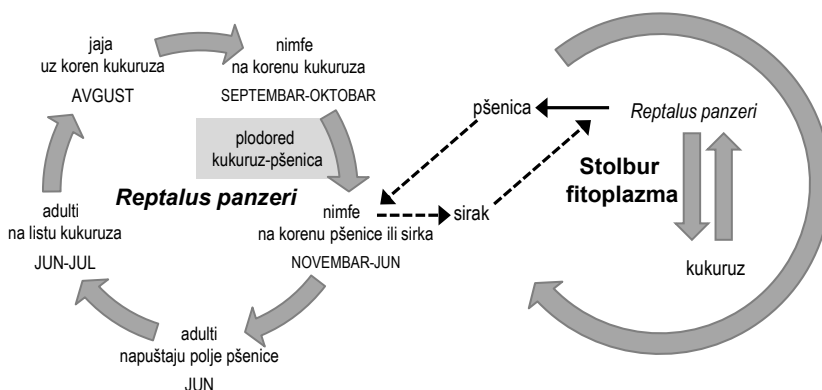 jaja
uz koren kukuruza
AVGUST
nimfe
na korenu kukuruza
SEPTEMBAR-OKTOBAR
plodored
kukuruz-pšenica
Reptalus panzeri
adulti
na listu kukuruza
JUN-JUL
nimfe
na korenu pšenice ili sirka
NOVEMBAR-JUN
adulti
napuštaju polje pšenice
JUN
pšenica
Reptalus panzeri
Stolbur
fitoplazma
sirak
kukuruz